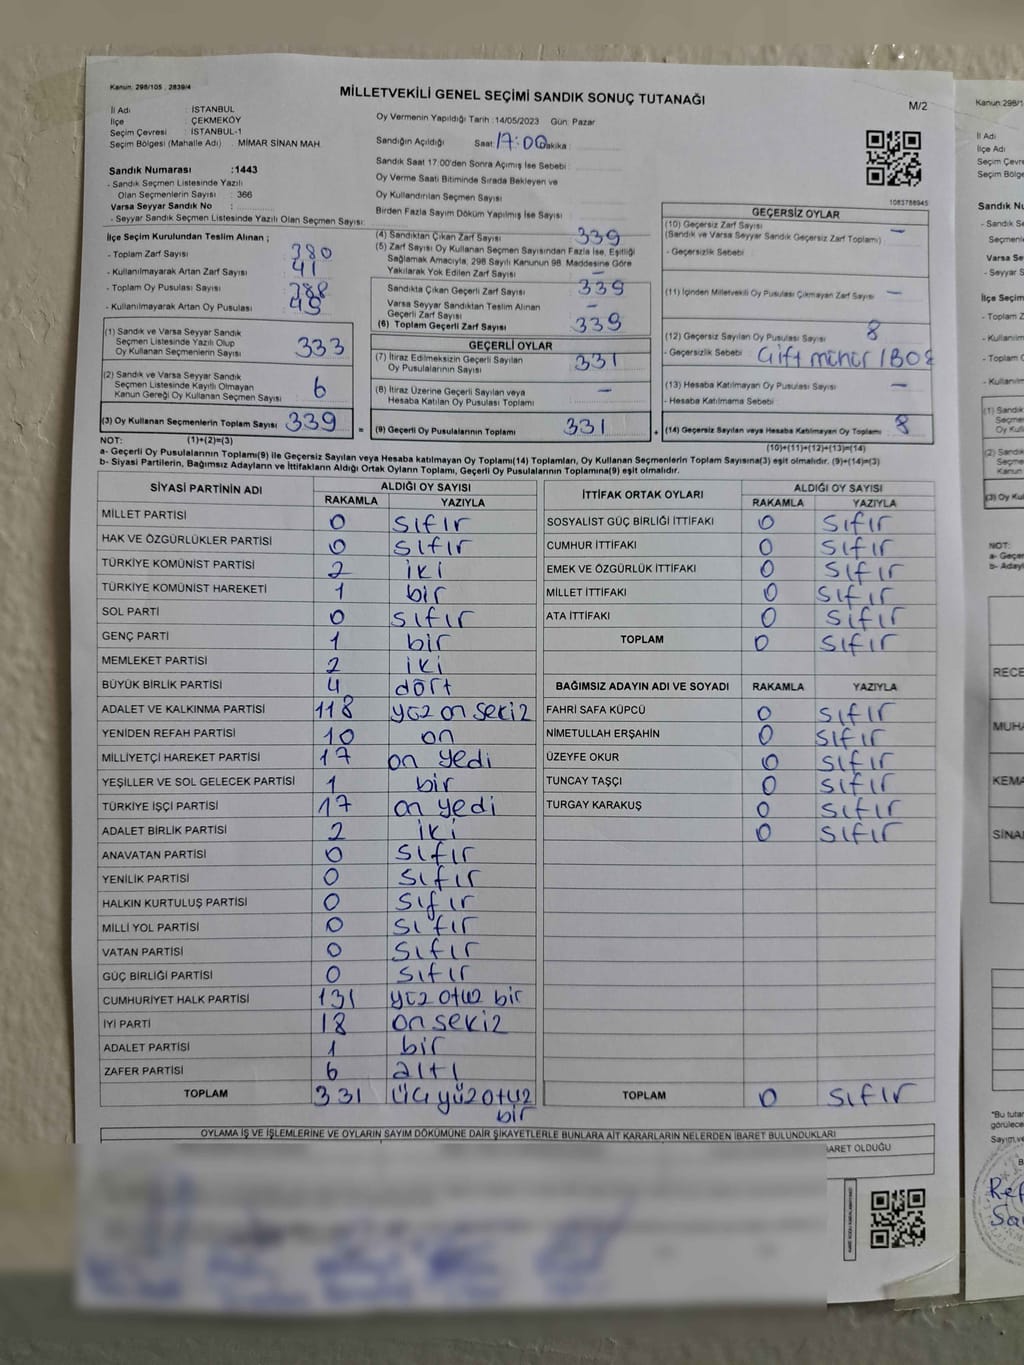 Kanun: 298/105 , 2839/4
MİLLETVEKİLİ GENEL SEÇİMİ SANDIK SONUÇ TUTANAĞI
M/2
İl Adı : İSTANBUL
İlçe : ÇEKMEKÖY
Seçim Çevresi : İSTANBUL-1
Seçim Bölgesi (Mahalle Adı) : MİMAR SİNAN MAH.
Oy Vermenin Yapıldığı Tarih :14/05/2023 Gün: Pazar
Sandığın Açıldığı Saat 17:00 Dakika :
Sandık Saat 17.00'den Sonra Açımış İse Sebebi :
Oy Verme Saati Bitiminde Sırada Bekleyen ve
Oy Kullandırılan Seçmen Sayısı
Birden Fazla Sayım Döküm Yapılmış İse Sayısı :
Sandık Numarası :1443
- Sandık Seçmen Listesinde Yazılı
Olan Seçmenlerin Sayısı : 366
Varsa Seyyar Sandık No :
- Seyyar Sandık Seçmen Listesinde Yazılı Olan Seçmen Sayısı:
1083788945
İlçe Seçim Kurulundan Teslim Alınan ;
- Toplam Zarf Sayısı : 380
- Kullanılmayarak Artan Zarf Sayısı : 41
- Toplam Oy Pusulası Sayısı : 388
- Kullanılmayarak Artan Oy Pusulası : 49
(1) Sandık ve Varsa Seyyar Sandık
Seçmen Listesinde Yazılı Olup
Oy Kullanan Seçmenlerin Sayısı 333
(2) Sandık ve Varsa Seyyar Sandık
Seçmen Listesinde Kayıtlı Olmayan
Kanun Gereği Oy Kullanan Seçmen Sayısı 6
(3) Oy Kullanan Seçmenlerin Toplam Sayısı 339
(4) Sandıktan Çıkan Zarf Sayısı 339
(5) Zarf Sayısı Oy Kullanan Seçmen Sayısından Fazla İse, Eşitliği
Sağlamak Amacıyla, 298 Sayılı Kanunun 98. Maddesine Göre
Yakılarak Yok Edilen Zarf Sayısı –
Sandıkta Çıkan Geçerli Zarf Sayısı 339
Varsa Seyyar Sandıktan Teslim Alınan
Geçerli Zarf Sayısı –
(6) Toplam Geçerli Zarf Sayısı 339
GEÇERLİ OYLAR
(7) İtiraz Edilmeksizin Geçerli Sayılan
Oy Pusulalarının Sayısı 331
(8) İtiraz Üzerine Geçerli Sayılan veya
Hesaba Katılan Oy Pusulası Toplamı –
= (9) Geçerli Oy Pusulalarının Toplamı 331
GEÇERSİZ OYLAR
(10) Geçersiz Zarf Sayısı
(Sandık ve Varsa Seyyar Sandık Geçersiz Zarf Toplamı) –
- Geçersizlik Sebebi :
(11) İçinden Milletvekili Oy Pusulası Çıkmayan Zarf Sayısı –
(12) Geçersiz Sayılan Oy Pusulası Sayısı 8
- Geçersizlik Sebebi : Çift mühür
(13) Hesaba Katılmayan Oy Pusulası Sayısı –
- Hesaba Katılmama Sebebi
+ (14) Geçersiz Sayılan veya Hesaba Katılmayan Oy Toplamı 8
NOT: (1)+(2)=(3)
(10)+(11)+(12)+(13)=(14)
a- Geçerli Oy Pusulalarının Toplamı(9) ile Geçersiz Sayılan veya Hesaba Katılmayan Oy Toplamı(14) Toplamları, Oy Kullanan Seçmenlerin Toplam Sayısına(3) eşit olmalıdır. (9)+(14)=(3)
b- Siyasi Partilerin, Bağımsız Adayların ve İttifakların Aldığı Ortak Oyların Toplamı, Geçerli Oy Pusulalarının Toplamına(9) eşit olmalıdır.
SİYASİ PARTİNİN ADI ALDIĞI OY SAYISI
RAKAMLA YAZIYLA
MİLLET PARTİSİ 0 sıfır
HAK VE ÖZGÜRLÜKLER PARTİSİ 0 sıfır
TÜRKİYE KOMÜNİST PARTİSİ 2 iki
TÜRKİYE KOMÜNİST HAREKETİ 1 bir
SOL PARTİ 0 sıfır
GENÇ PARTİ 1 bir
MEMLEKET PARTİSİ 2 iki
BÜYÜK BİRLİK PARTİSİ 4 dört
ADALET VE KALKINMA PARTİSİ 118 yüz on sekiz
YENİDEN REFAH PARTİSİ 10 on
MİLLİYETÇİ HAREKET PARTİSİ 17 on yedi
YEŞİLLER VE SOL GELECEK PARTİSİ 1 bir
TÜRKİYE İŞÇİ PARTİSİ 17 on yedi
ADALET BİRLİK PARTİSİ 2 iki
ANAVATAN PARTİSİ 0 sıfır
YENİLİK PARTİSİ 0 sıfır
HALKIN KURTULUŞ PARTİSİ 0 sıfır
MİLLİ YOL PARTİSİ 0 sıfır
VATAN PARTİSİ 0 sıfır
GÜÇ BİRLİĞİ PARTİSİ 0 sıfır
CUMHURİYET HALK PARTİSİ 131 yüz otuz bir
İYİ PARTİ 18 on sekiz
ADALET PARTİSİ 1 bir
ZAFER PARTİSİ 6 altı
TOPLAM 331 üç yüz otuz
bir
İTTİFAK ORTAK OYLARI ALDIĞI OY SAYISI
RAKAMLA YAZIYLA
SOSYALİST GÜÇ BİRLİĞİ İTTİFAKI 0 sıfır
CUMHUR İTTİFAKI 0 sıfır
EMEK VE ÖZGÜRLÜK İTTİFAKI 0 sıfır
MİLLET İTTİFAKI 0 sıfır
ATA İTTİFAKI 0 sıfır
TOPLAM 0 sıfır
BAĞIMSIZ ADAYIN ADI VE SOYADI RAKAMLA YAZIYLA
FAHRİ SAFA KÜPCÜ 0 sıfır
NİMETULLAH ERŞAHİN 0 sıfır
ÜZEYFE OKUR 0 sıfır
TUNCAY TAŞÇI 0 sıfır
TURGAY KARAKUŞ 0 sıfır
0 sıfır
TOPLAM 0 sıfır
OYLAMA İŞ VE İŞLEMLERİNE VE OYLARIN SAYIM DÖKÜMÜNE DAİR ŞİKAYETLERLE BUNLARA AİT KARARLARIN NELERDEN İBARET BULUNDUKLARI
OLDUĞU
Kanun:298/1
İl Adı
İlçe Adı
Sandık